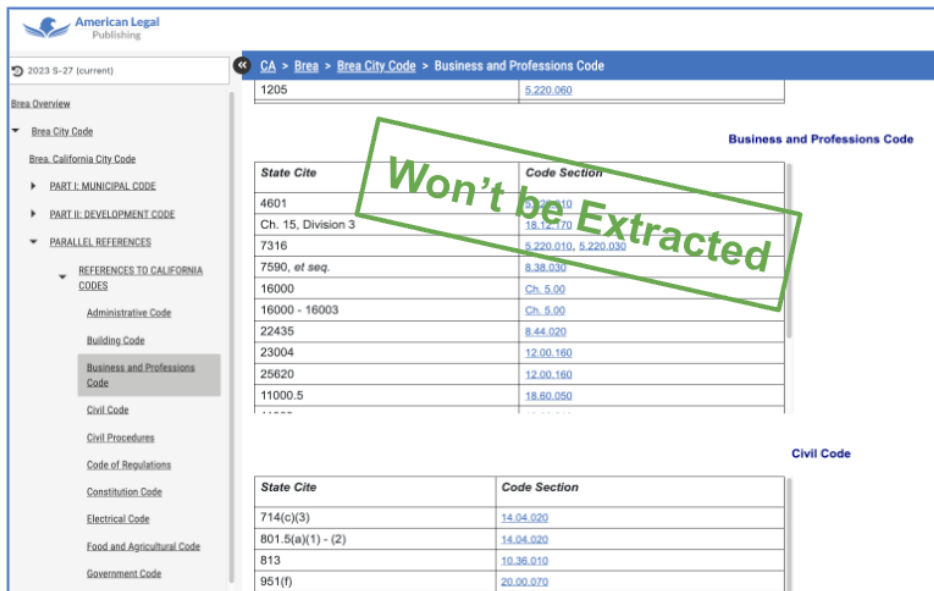 American Legal
Publishing
2023 S-27 (current)
CA > Brea > Brea City Code > Business and Professions Code
Brea Overview
Brea City Code
Brea, California City Code
PART I: MUNICIPAL CODE
PART II: DEVELOPMENT CODE
PARALLEL REFERENCES
REFERENCES TO CALIFORNIA
CODES
Administrative Code
Building Code
Business and Professions
Code
Civil Code
Civil Procedures
Code of Regulations
Constitution Code
Electrical Code
Food and Agricultural Code
Government Code
1205 5.220.060
Business and Professions Code
State Cite Code Section
4601
Ch. 15, Division 3 18.12.170
7316 5.220.010, 5.220.030
7590, et seq. 8.38.030
16000 Ch. 5.00
16000 - 16003 Ch. 5.00
22435 8.44.020
23004 12.00.160
25620 12.00.160
11000.5 18.60.050
Won't be Extracted
Civil Code
State Cite Code Section
714(c)(3) 14.04.020
801.5(a)(1) - (2) 14.04.020
813 10.36.010
951(f) 20.00.070